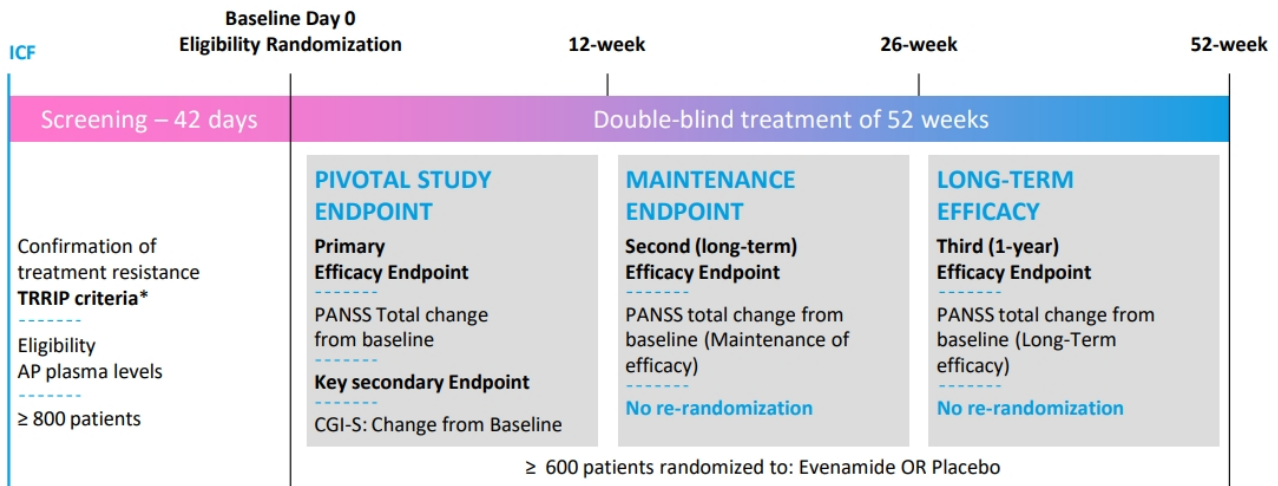 Baseline Day 0
Eligibility Randomization
ICF
12-week
26-week
52-week
Screening – 42 days
Double-blind treatment of 52 weeks
Confirmation of
treatment resistance
TRRIP criteria*
Eligibility
AP plasma levels
≥ 800 patients
PIVOTAL STUDY
ENDPOINT
Primary
Efficacy Endpoint
PANSS Total change
from baseline
Key secondary Endpoint
CGI-S: Change from Baseline
MAINTENANCE
ENDPOINT
Second (long-term)
Efficacy Endpoint
PANSS total change from
baseline (Maintenance of
efficacy)
No re-randomization
LONG-TERM
EFFICACY
Third (1-year)
Efficacy Endpoint
PANSS total change from
baseline (Long-Term
efficacy)
No re-randomization
≥ 600 patients randomized to: Evenamide OR Placebo